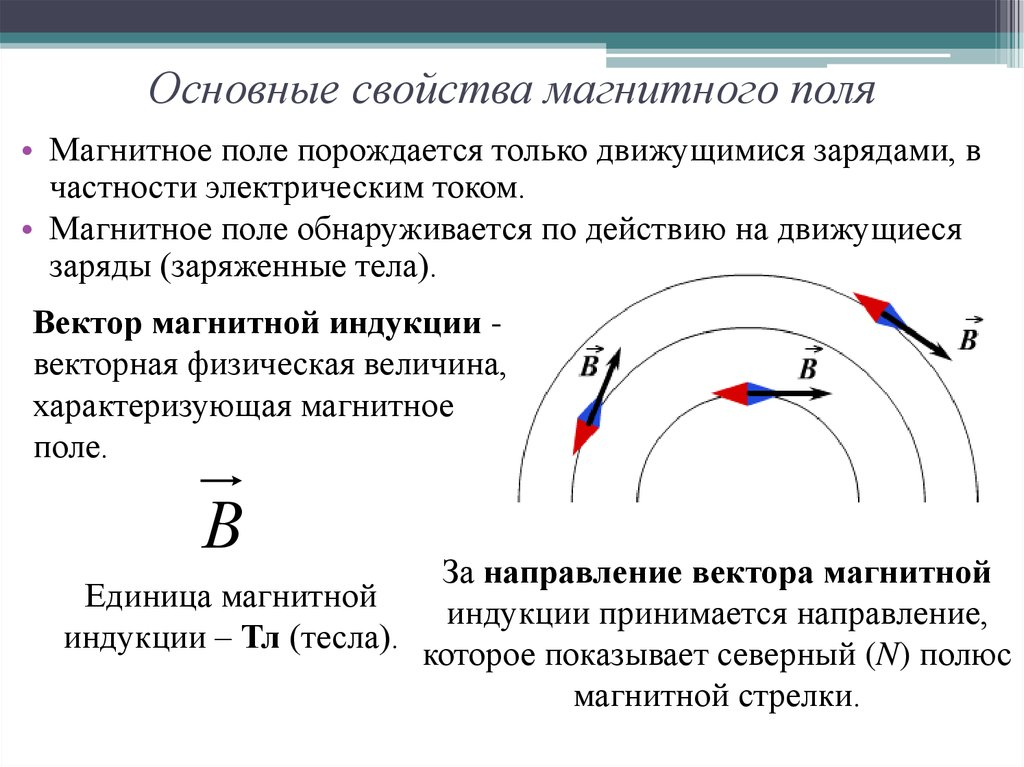 Основные свойства магнитного поля
• Магнитное поле порождается только движущимися зарядами, в
частности электрическим током.
• Магнитное поле обнаруживается по действию на движущиеся
заряды (заряженные тела).
Вектор магнитной индукции -
векторная физическая величина,
характеризующая магнитное
поле.
B
Единица магнитной
индукции – Тл (тесла).
B
B
B
За направление вектора магнитной
индукции принимается направление,
которое показывает северный (N) полюс
магнитной стрелки.